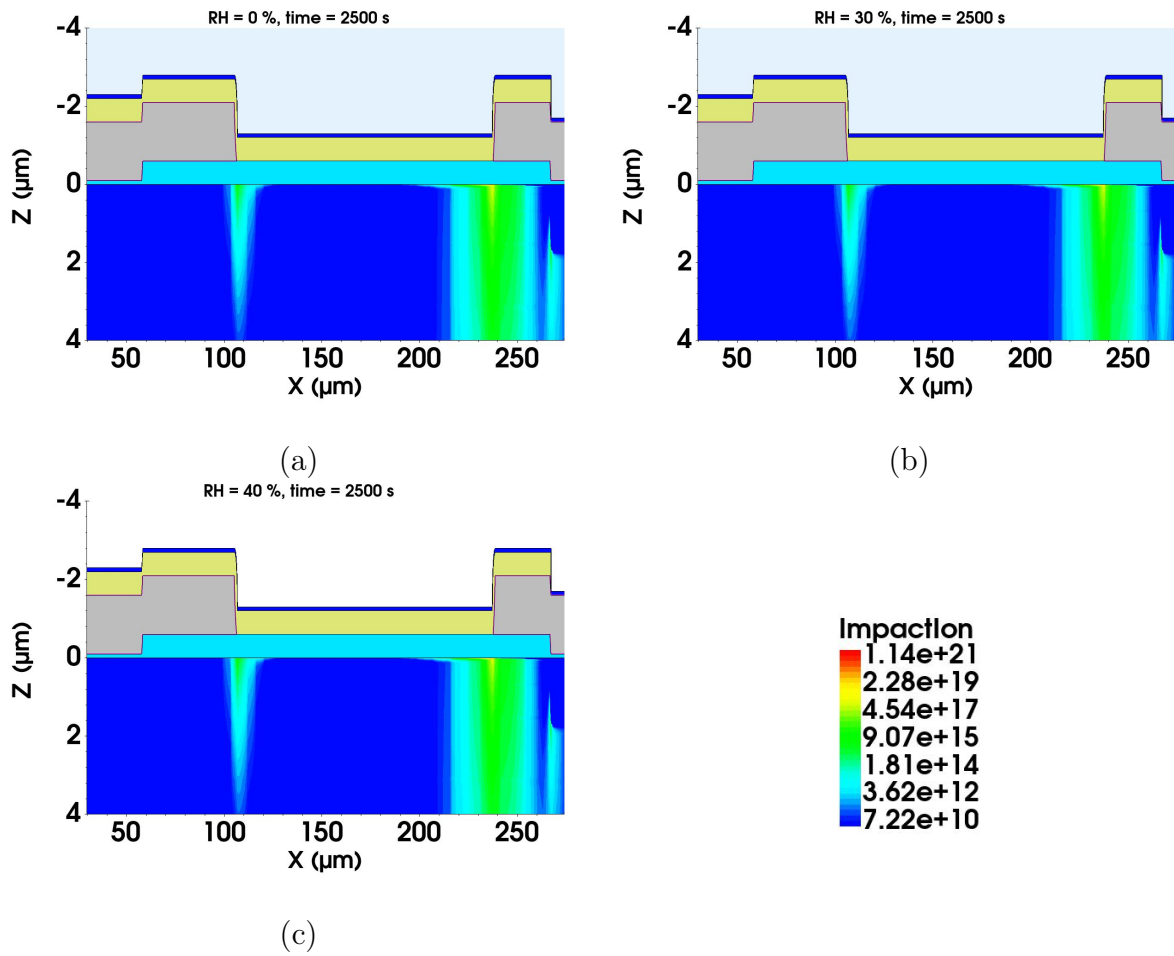 RH = 0 %, time = 2500 s
-4
-2
0
2
4
Z (µm)
50 100 150 200 250
X (µm)
(a)
RH = 30 %, time = 2500 s
-4
-2
0
2
4
Z (µm)
50 100 150 200 250
X (µm)
(b)
RH = 40 %, time = 2500 s
-4
-2
0
2
4
Z (µm)
50 100 150 200 250
X (µm)
(c)
ImpactIon
1.14e+21
2.28e+19
4.54e+17
9.07e+15
1.81e+14
3.62e+12
7.22e+10